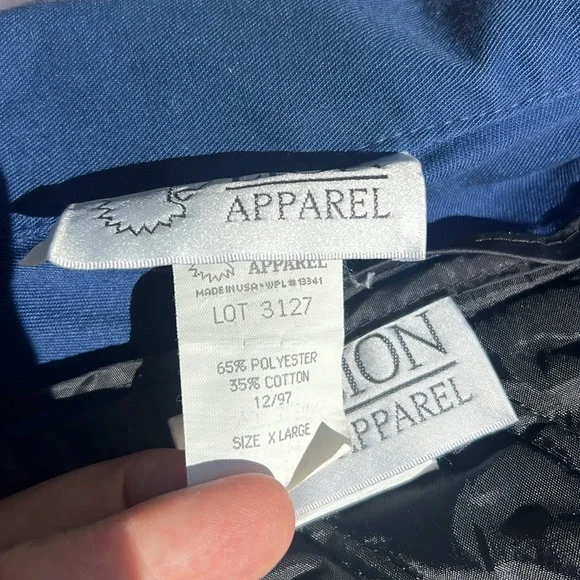 APPAREL
APPAREL
MADE IN USA • WPL# 13341
LOT 3127
65% POLYESTER
35% COTTON
12/97
SIZE X LARGE
ION
APPAREL